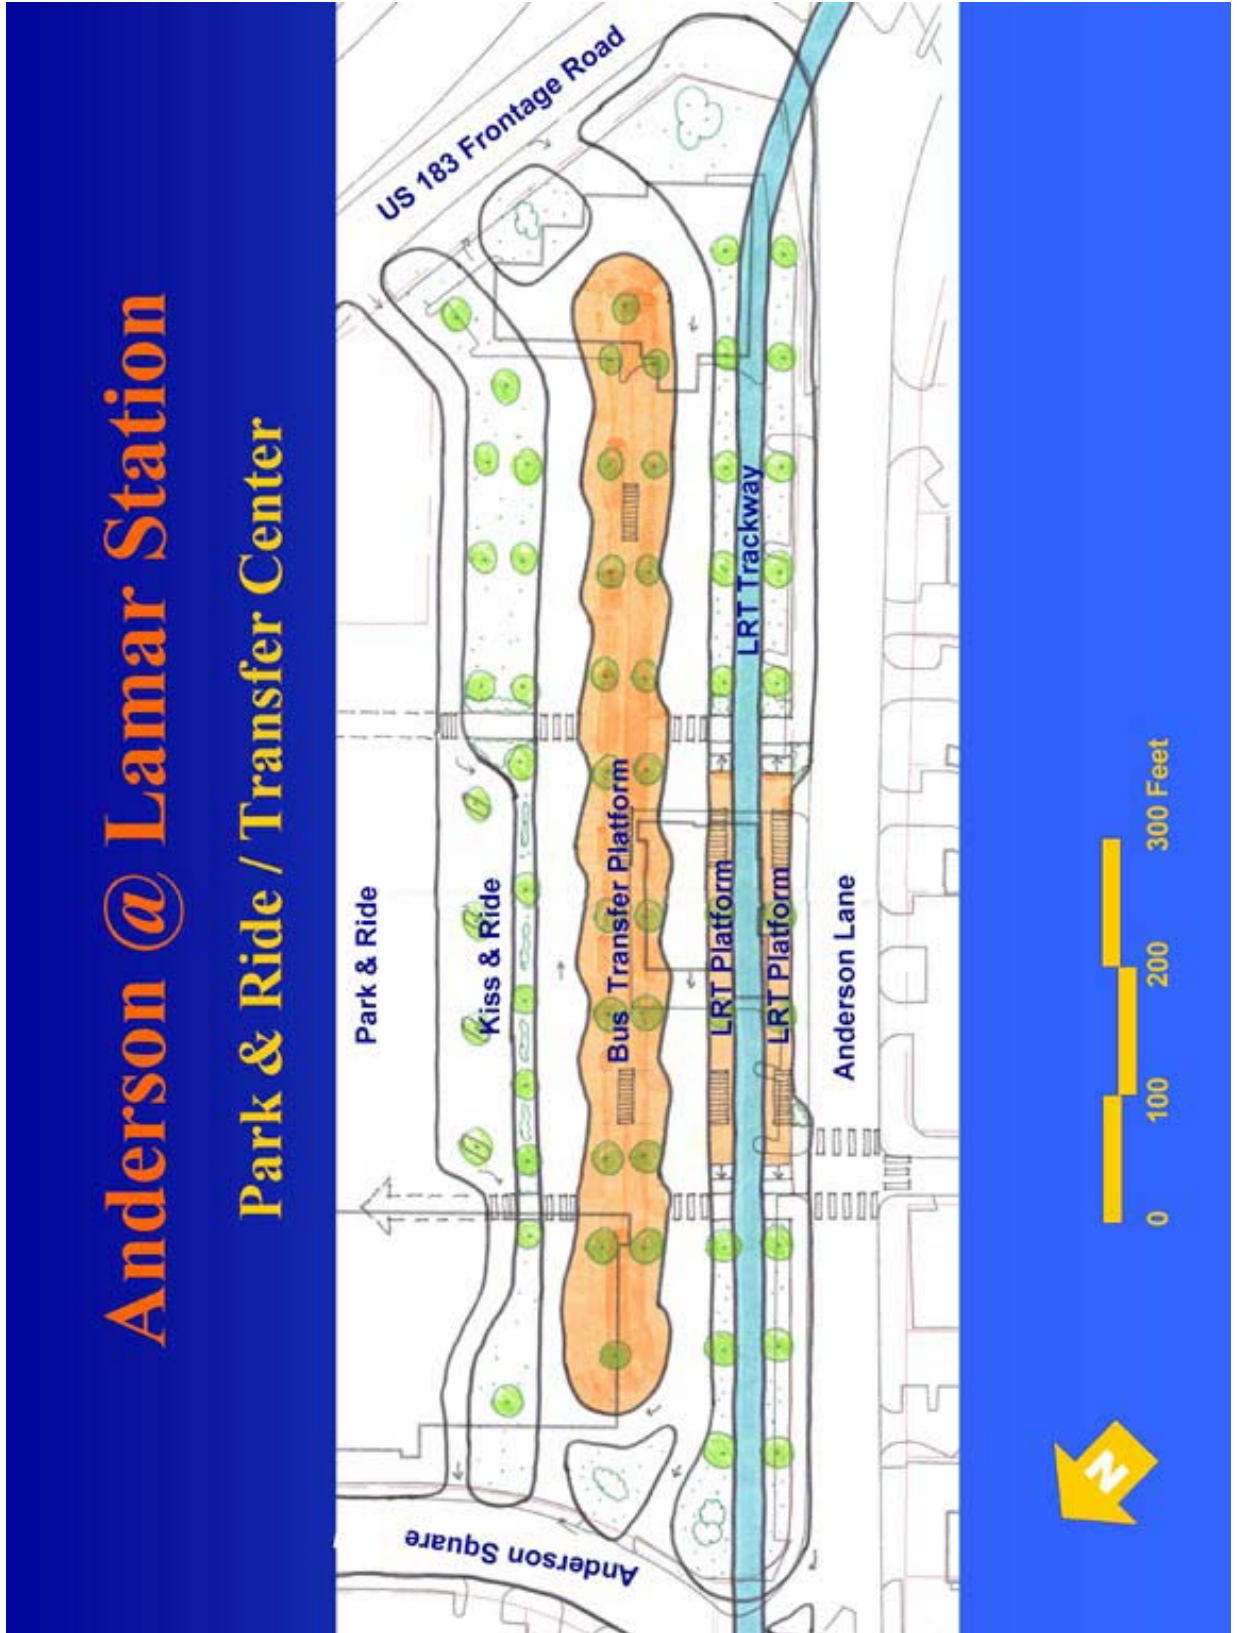 Anderson @ Lamar Station
Park & Ride / Transfer Center
US 183 Frontage Road
Park & Ride
Kiss & Ride
Bus Transfer Platform
LRT Trackway
LRT Platform
LRT Platform
Anderson Lane
Anderson Square
0 100 200 300 Feet
N